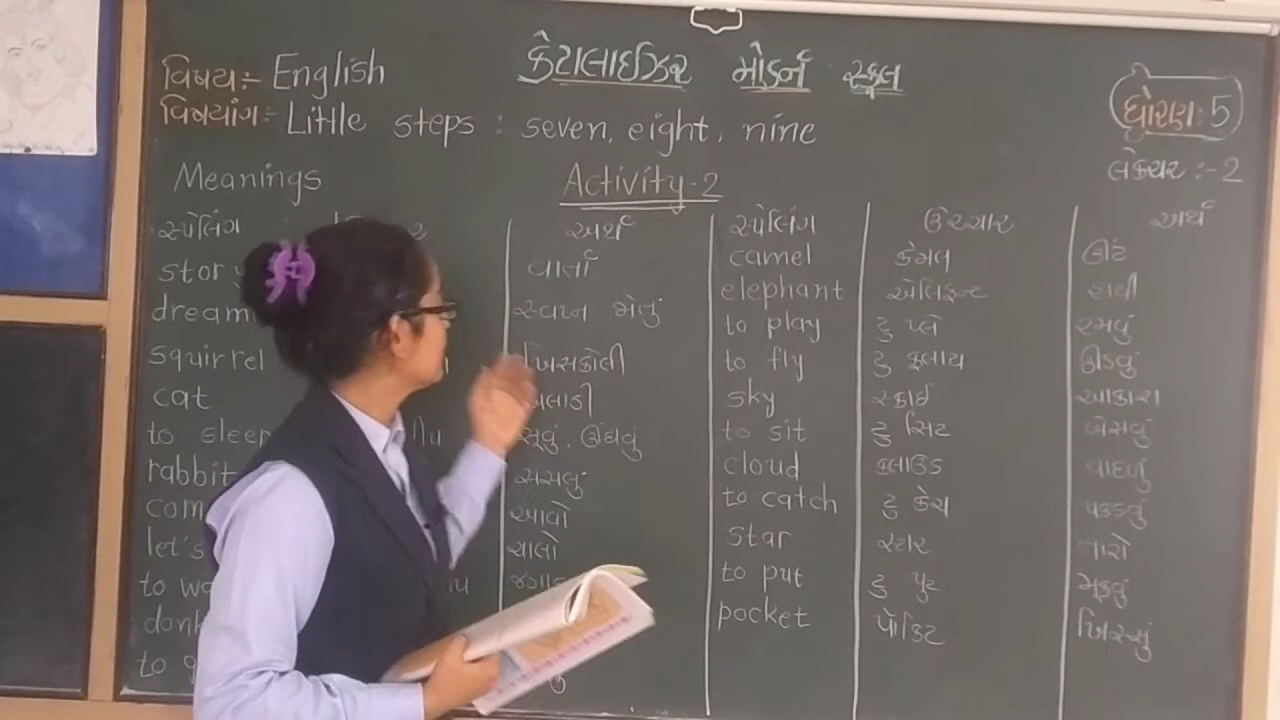 કેટાલાઈઝર મોડર્ન સ્કૂલ
વિષય:- English
વિષયાંગ:- Little steps : seven, eight, nine
ધોરણ: 5
લેક્ચર :- 2
Meanings Activity-2
સ્પેલિંગ અર્થ સ્પેલિંગ ઉચ્ચાર અર્થ
story વાર્તા camel કેમલ ઊંટ
dream સ્વપ્ન જોવું elephant એલિફન્ટ હાથી
to play ટુ પ્લે રમવું
squirrel ખિસકોલી to fly ટુ ફ્લાય ઊડવું
cat બિલાડી sky સ્કાઈ આકાશ
to sleep સૂવું, ઊંઘવું to sit ટુ સિટ બેસવું
rabbit સસલું cloud ક્લાઉડ વાદળું
આવો to catch ટુ કેચ પકડવું
let's ચાલો star સ્ટાર તારો
to put ટુ પુટ મૂકવું
pocket પૉકિટ ખિસ્સું